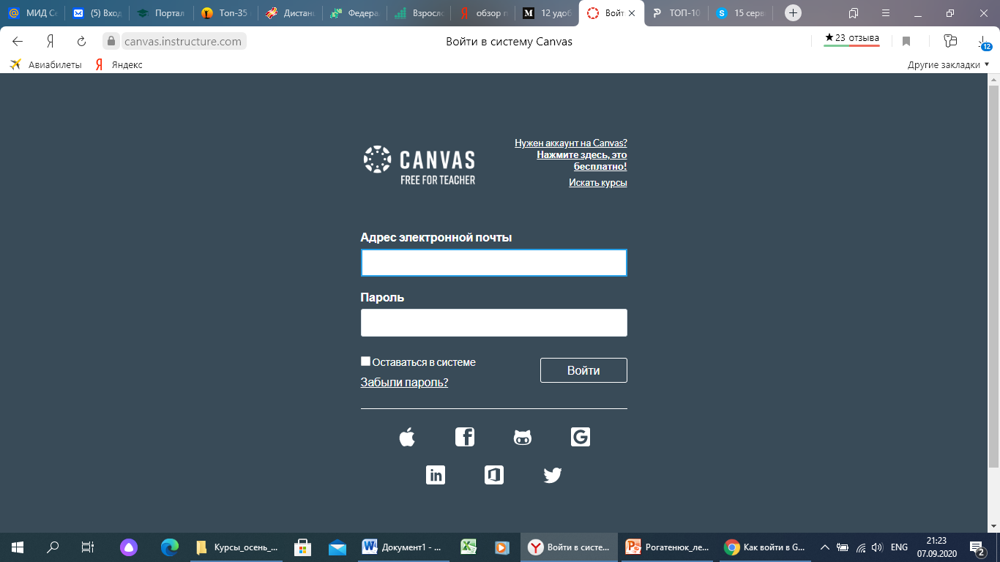 МИД Се
(5) Вход
Портал
Топ-35
Дистан
Федера
Взросл
обзор п
12 удоб
Войт
ТОП-10
15 серв
canvas.instructure.com
Войти в систему Canvas
★23 отзыва
12
Авиабилеты
Яндекс
Другие закладки
CANVAS
FREE FOR TEACHER
Нужен аккаунт на Canvas?
Нажмите здесь, это
бесплатно!
Искать курсы
Адрес электронной почты
Пароль
Оставаться в системе
Войти
Забыли пароль?
Курсы_осень_...
Документ1 - ...
Войти в систе...
Рогатенюк_ле...
Как войти в G...
ENG
21:23
07.09.2020
2